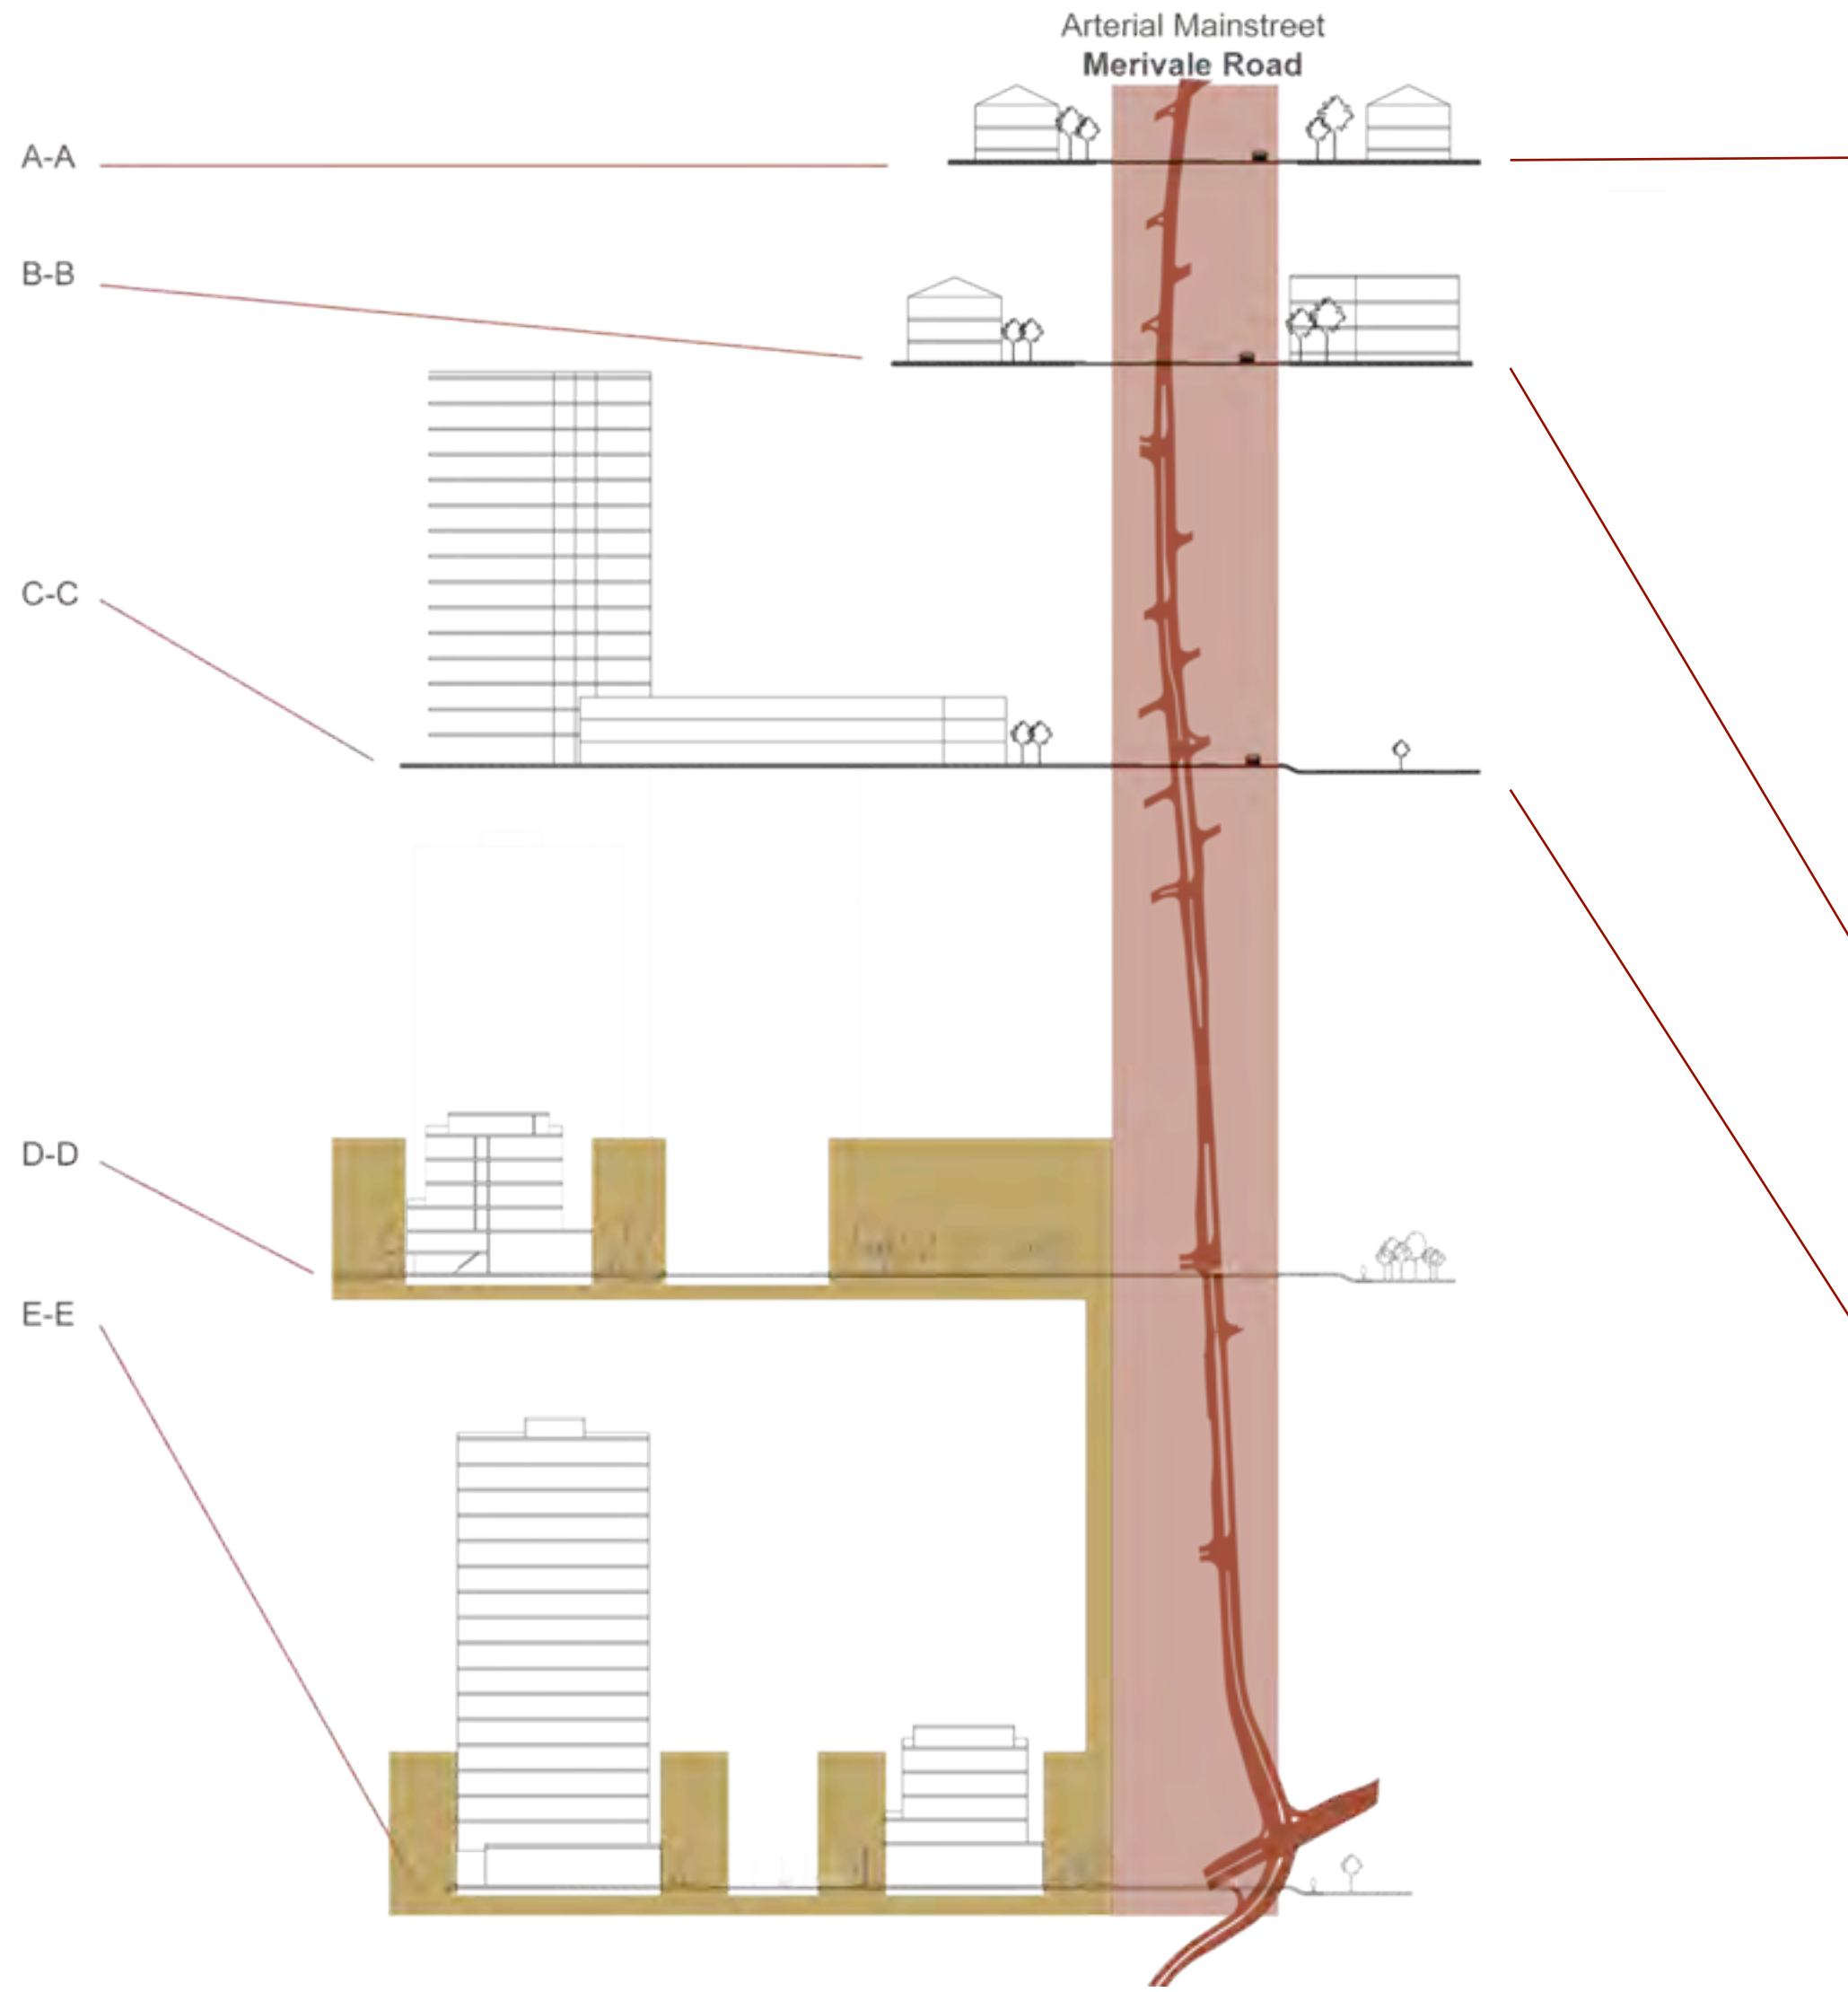 Arterial Mainstreet
Merivale Road
A-A
B-B
C-C
D-D
E-E